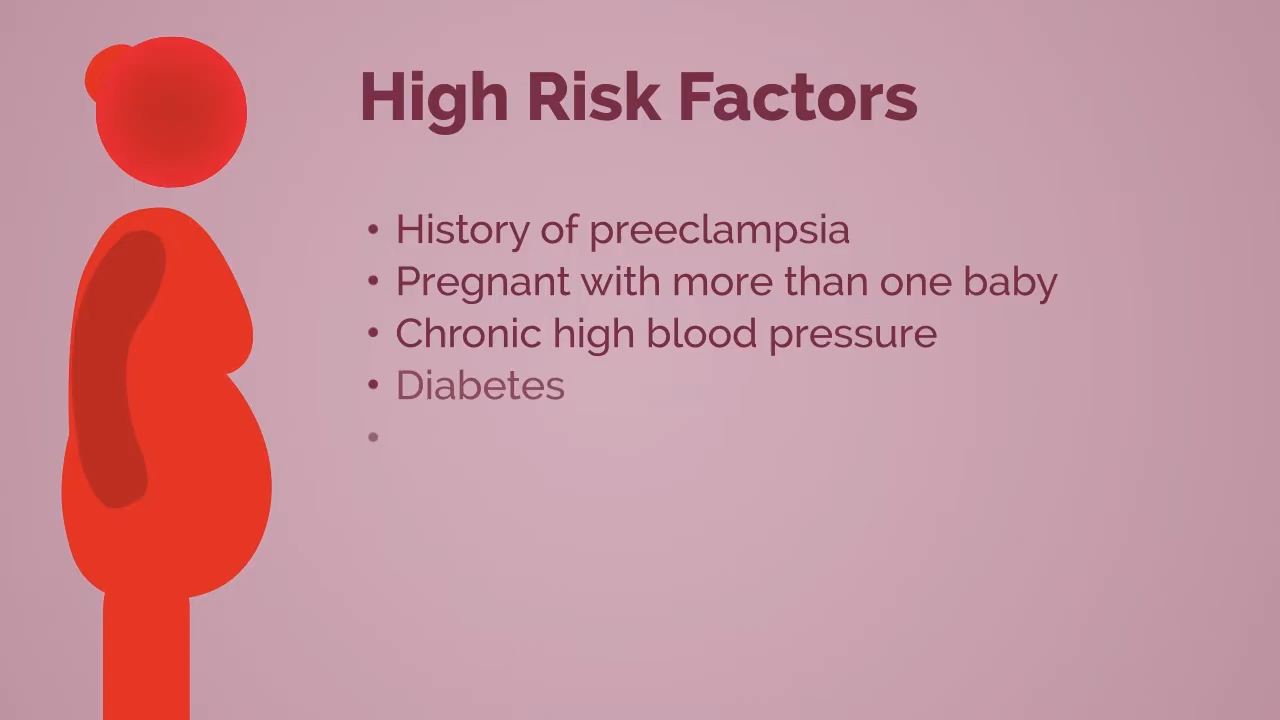 High Risk Factors
• History of preeclampsia
• Pregnant with more than one baby
• Chronic high blood pressure
• Diabetes
•